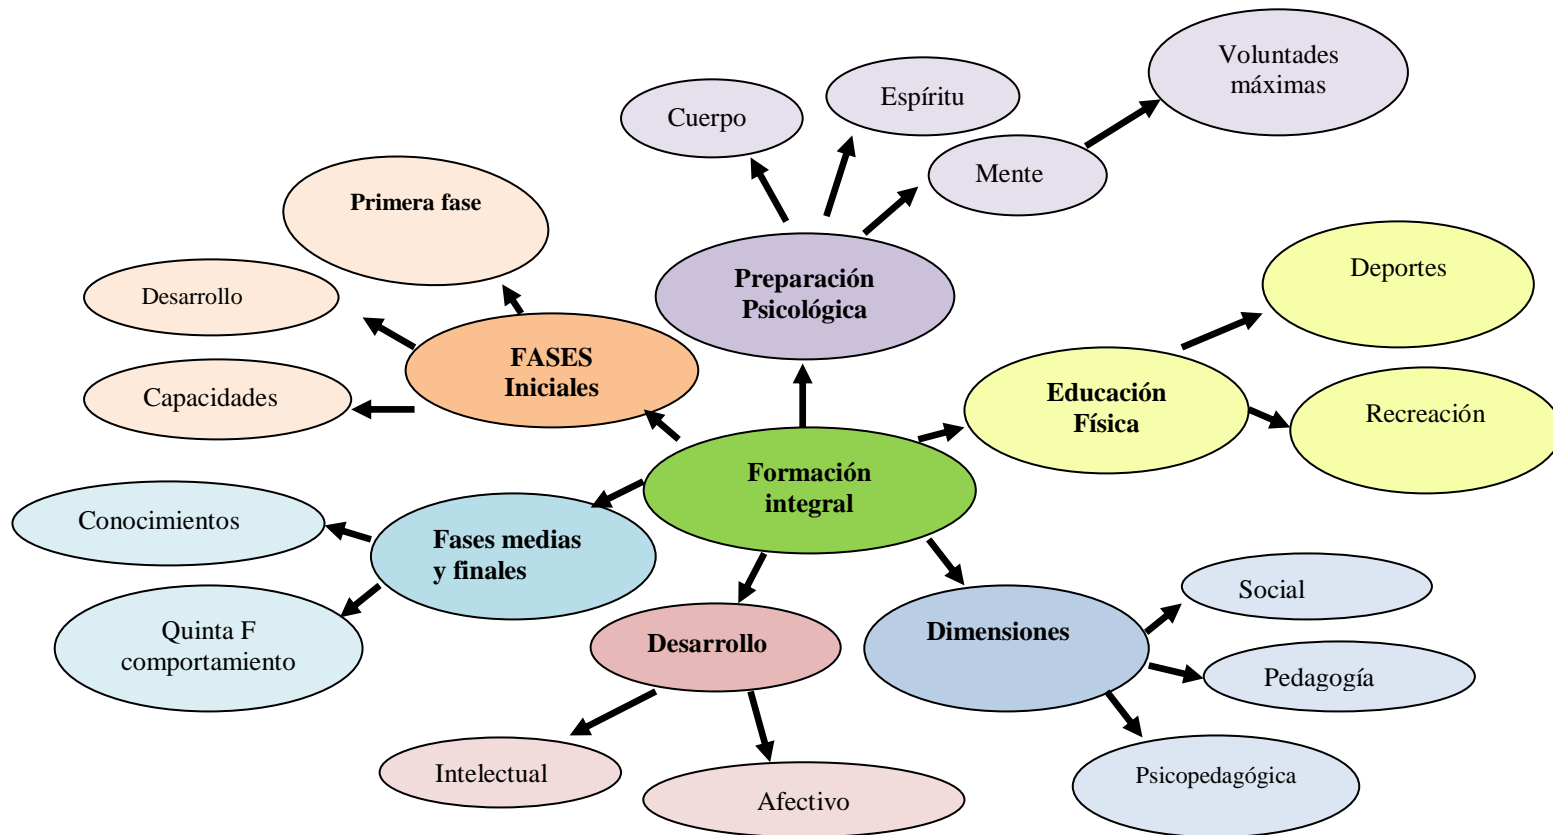 Voluntades
máximas
Espíritu
Cuerpo
Mente
Primera fase
Preparación
Psicológica
Deportes
Desarrollo
FASES
Iniciales
Capacidades
Educación
Física
Recreación
Formación
integral
Conocimientos
Fases medias
y finales
Social
Quinta F
comportamiento
Desarrollo
Dimensiones
Pedagogía
Intelectual
Afectivo
Psicopedagógica